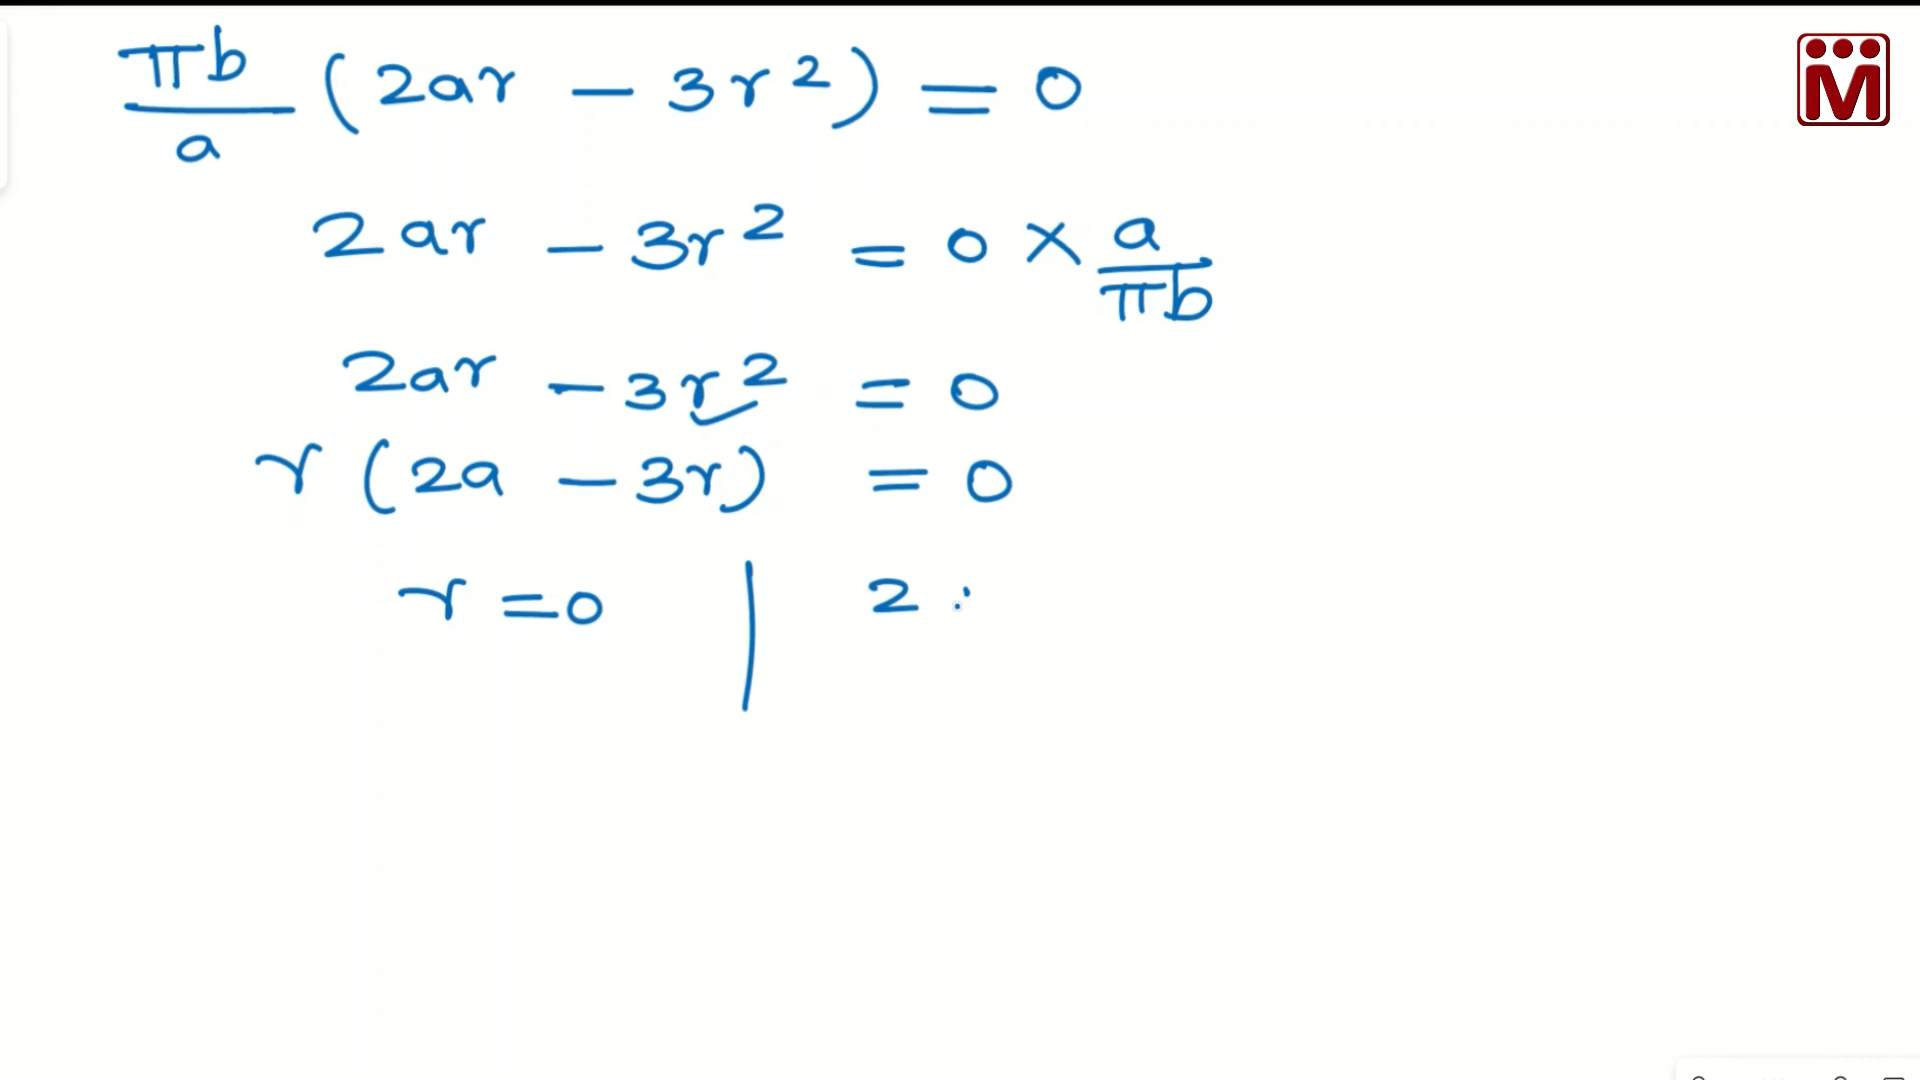 πb/a (2ar − 3r²) = 0
2ar − 3r² = 0 × a/πb
2ar − 3r² = 0
r (2a − 3r) = 0
r = 0 | 2
M